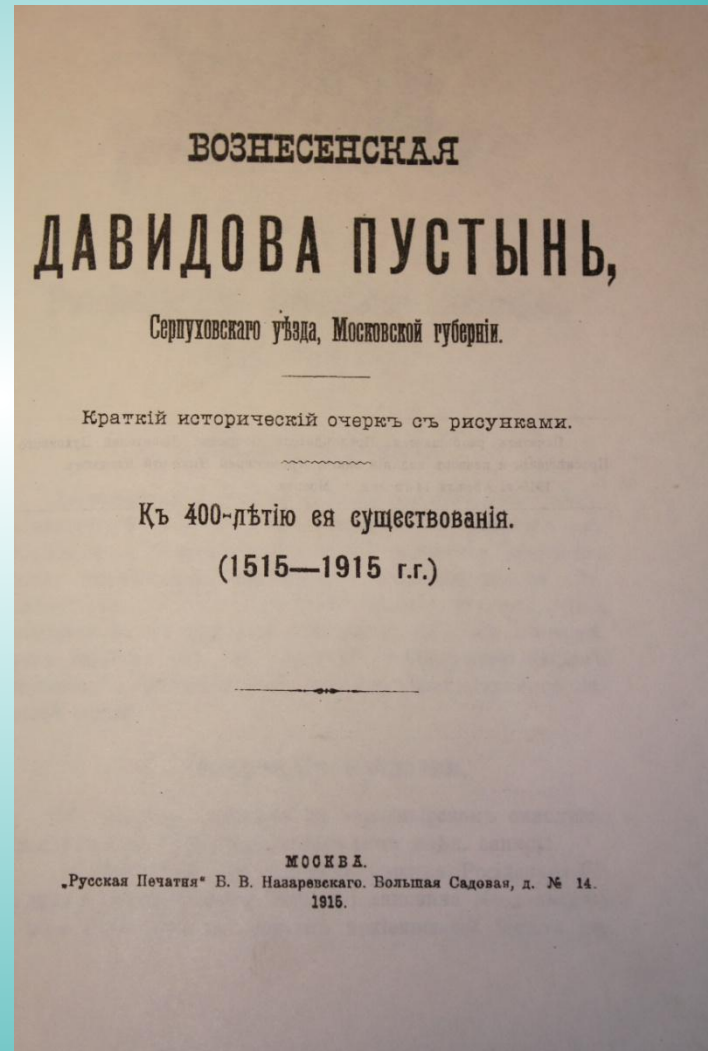 ВОЗНЕСЕНСКАЯ
ДАВИДОВА ПУСТЫНЬ,
Серпуховскаго уѣзда, Московской губерніи.
Краткій историческій очеркъ съ рисунками.
Къ 400-лѣтію ея существованія.
(1515—1915 г.г.)
МОСКВА.
„Русская Печатня“ Б. В. Назаревскаго. Большая Садовая, д. № 14.
1915.